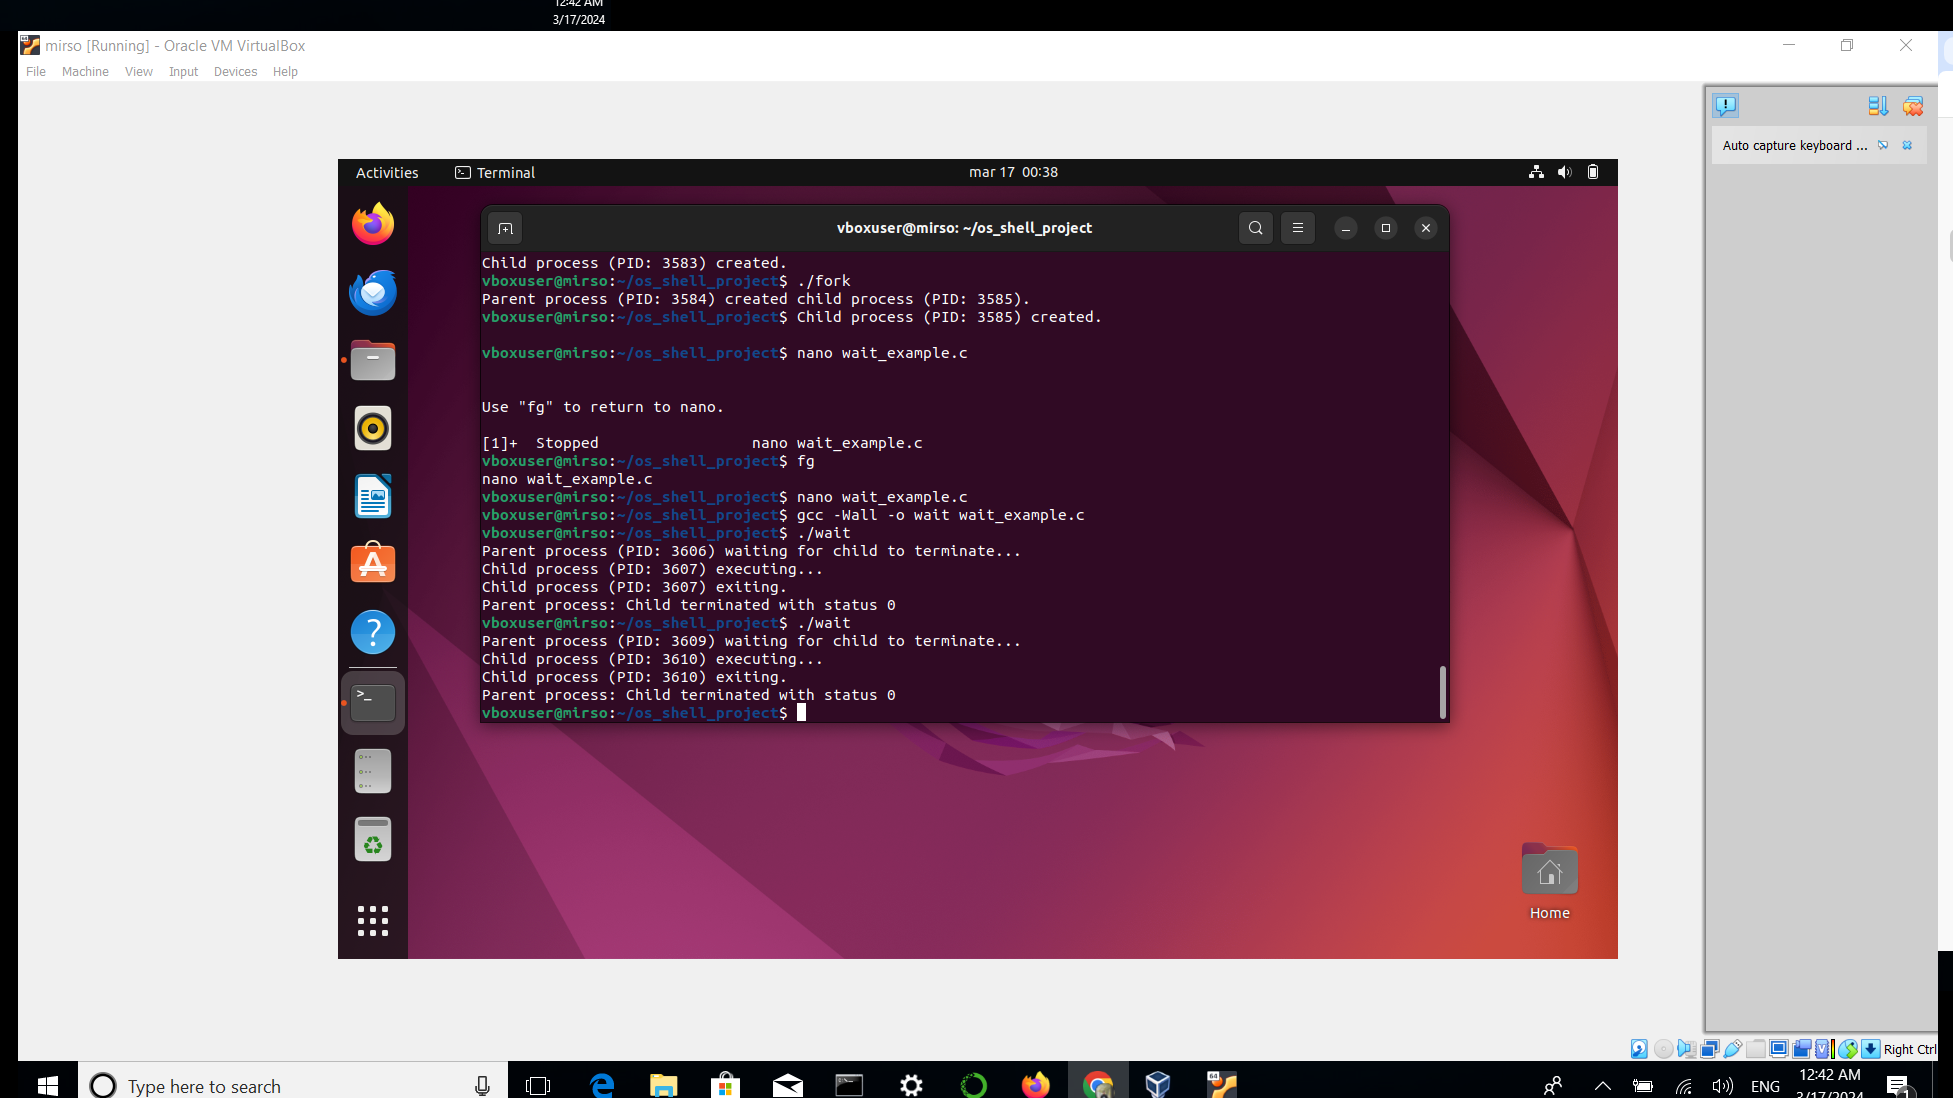 12:42 AM
3/17/2024
mirso [Running] - Oracle VM VirtualBox
File Machine View Input Devices Help
Auto capture keyboard ...
Activities Terminal mar 17 00:38
vboxuser@mirso: ~/os_shell_project
Child process (PID: 3583) created.
vboxuser@mirso:~/os_shell_project$ ./fork
Parent process (PID: 3584) created child process (PID: 3585).
vboxuser@mirso:~/os_shell_project$ Child process (PID: 3585) created.
vboxuser@mirso:~/os_shell_project$ nano wait_example.c
Use "fg" to return to nano.
[1]+ Stopped nano wait_example.c
vboxuser@mirso:~/os_shell_project$ fg
nano wait_example.c
vboxuser@mirso:~/os_shell_project$ nano wait_example.c
vboxuser@mirso:~/os_shell_project$ gcc -Wall -o wait wait_example.c
vboxuser@mirso:~/os_shell_project$ ./wait
Parent process (PID: 3606) waiting for child to terminate...
Child process (PID: 3607) executing...
Child process (PID: 3607) exiting.
Parent process: Child terminated with status 0
vboxuser@mirso:~/os_shell_project$ ./wait
Parent process (PID: 3609) waiting for child to terminate...
Child process (PID: 3610) executing...
Child process (PID: 3610) exiting.
Parent process: Child terminated with status 0
vboxuser@mirso:~/os_shell_project$
Home
Right Ctrl
Type here to search
ENG
12:42 AM
3/17/2024